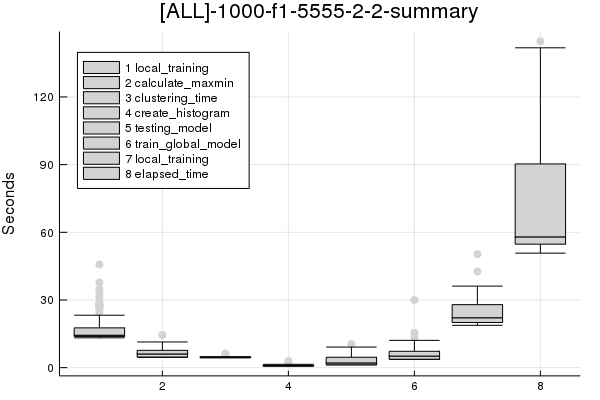 [ALL]-1000-f1-5555-2-2-summary
Seconds
120
90
60
30
0
1 local_training
2 calculate_maxmin
3 clustering_time
4 create_histogram
5 testing_model
6 train_global_model
7 local_training
8 elapsed_time
2 4 6 8